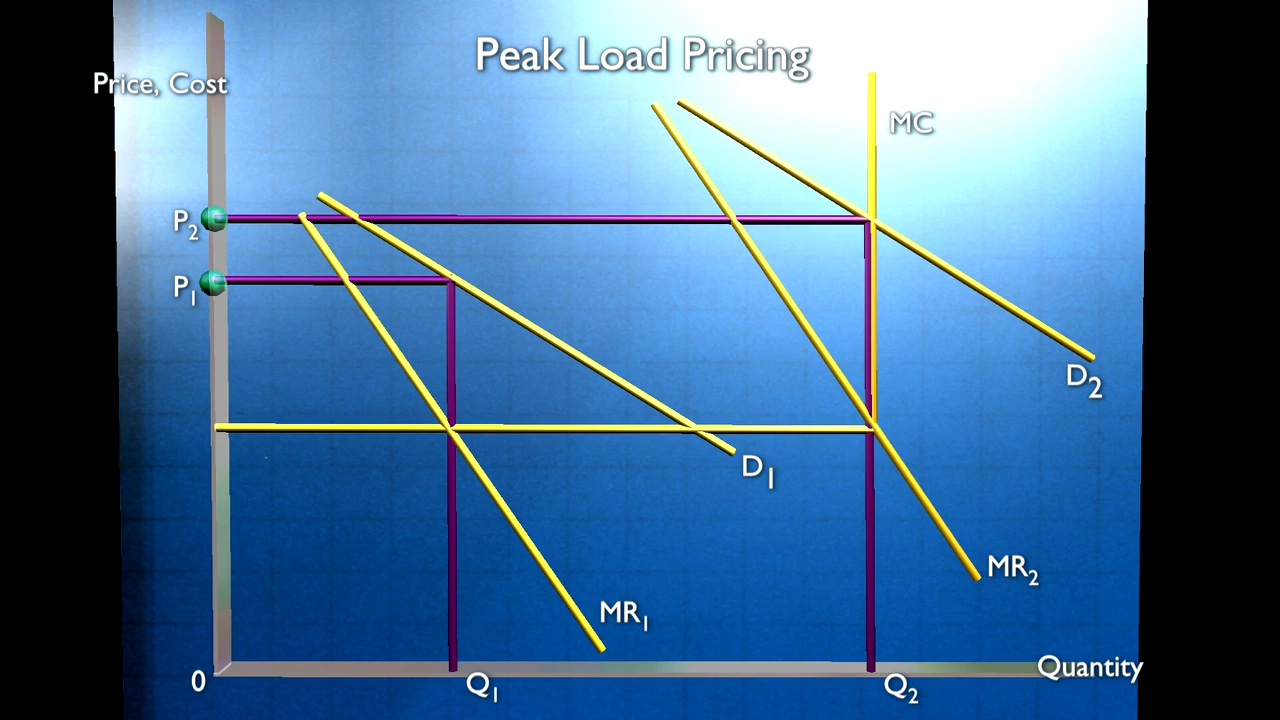 Peak Load Pricing
Price, Cost
MC
P2
P1
D2
D1
MR2
MR1
0
Q1
Q2
Quantity